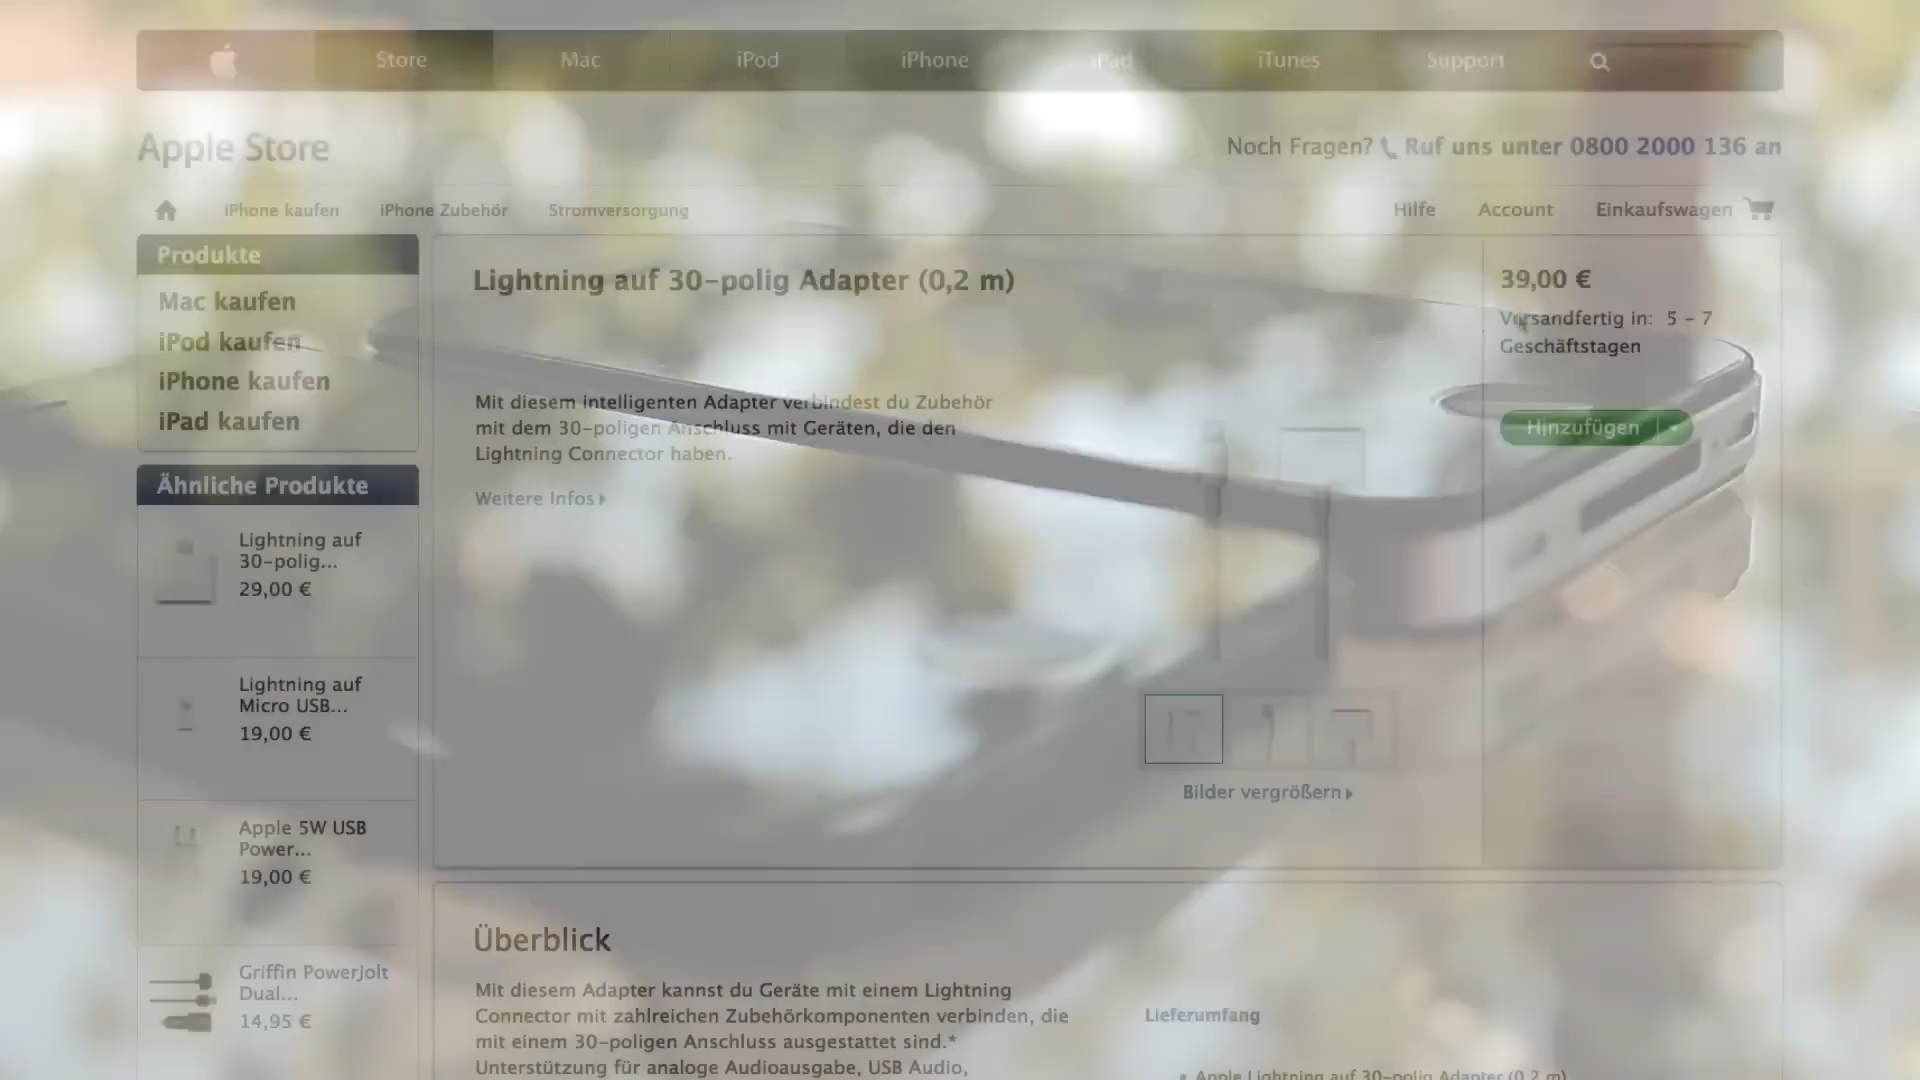 Store Mac iPod iPhone iPad iTunes Support
Apple Store
Noch Fragen? Ruf uns unter 0800 2000 136 an
iPhone kaufen iPhone Zubehör Stromversorgung
Hilfe Account Einkaufswagen
Produkte
Mac kaufen
iPod kaufen
iPhone kaufen
iPad kaufen
Ähnliche Produkte
Lightning auf
30-polig...
29,00 €
Lightning auf
Micro USB...
19,00 €
Apple 5W USB
Power...
19,00 €
Griffin PowerJolt
Dual...
14,95 €
Lightning auf 30-polig Adapter (0,2 m)
Mit diesem intelligenten Adapter verbindest du Zubehör
mit dem 30-poligen Anschluss mit Geräten, die den
Lightning Connector haben.
Weitere Infos
Bilder vergrößern
39,00 €
Versandfertig in: 5 - 7
Geschäftstagen
Hinzufügen
Überblick
Mit diesem Adapter kannst du Geräte mit einem Lightning
Connector mit zahlreichen Zubehörkomponenten verbinden, die
mit einem 30-poligen Anschluss ausgestattet sind.*
Unterstützung für analoge Audioausgabe, USB Audio,
Lieferumfang
• Apple Lightning auf 30-polig Adapter (0,2 m)